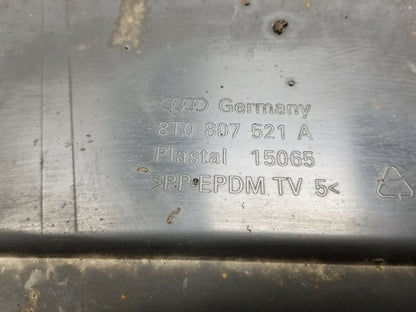 Germany
8T0 807 521 A
Plastal 15065
>PP-EPDM TV 5<